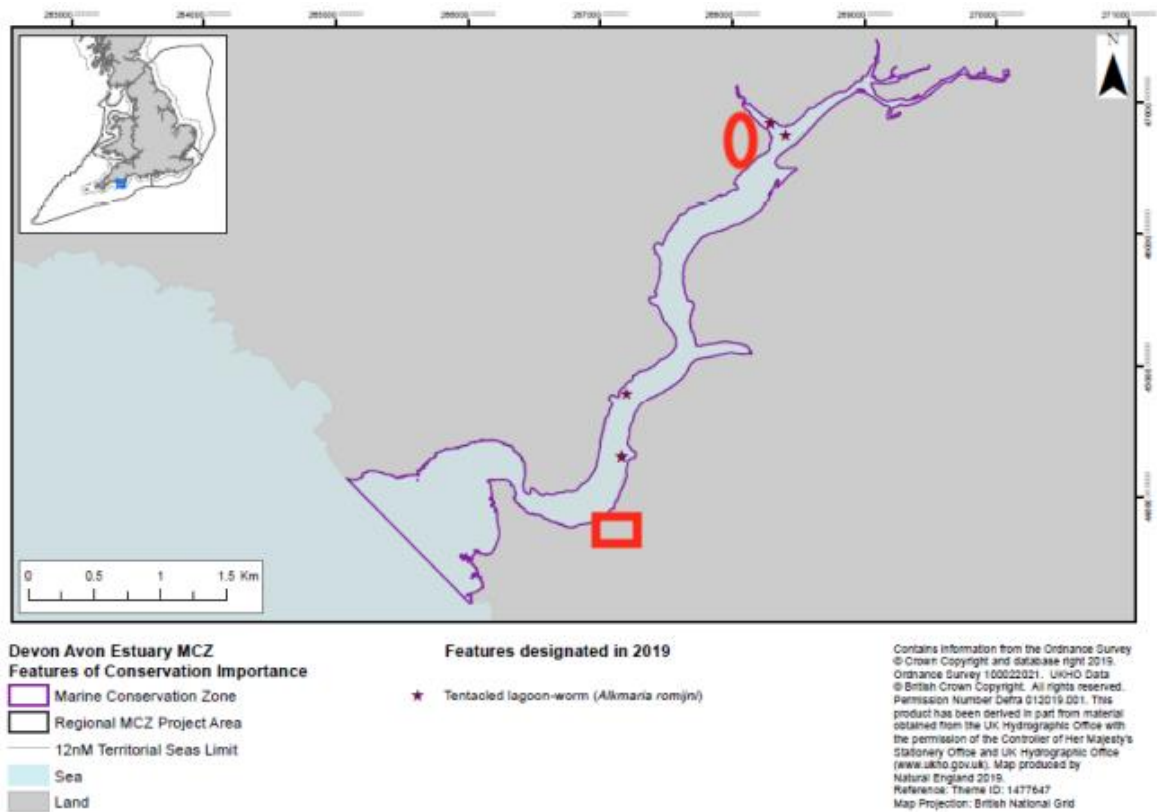 N
0 0.5 1 1.5 Km
Devon Avon Estuary MCZ
Features of Conservation Importance
Marine Conservation Zone
Regional MCZ Project Area
12nM Territorial Seas Limit
Sea
Land
Features designated in 2019
Tentacled lagoon-worm (Alkmaria romijni)
Contains information from the Ordnance Survey
© Crown Copyright and database right 2019.
Ordnance Survey 100022021. UKHO Data
© British Crown Copyright. All rights reserved.
Permission Number Defra 012019.001. This
product has been derived in part from material
obtained from the UK Hydrographic Office with
the permission of the Controller of Her Majesty's
Stationery Office and UK Hydrographic Office
(www.ukho.gov.uk). Map produced by
Natural England 2019.
Reference: Theme ID: 1477647
Map Projection: British National Grid